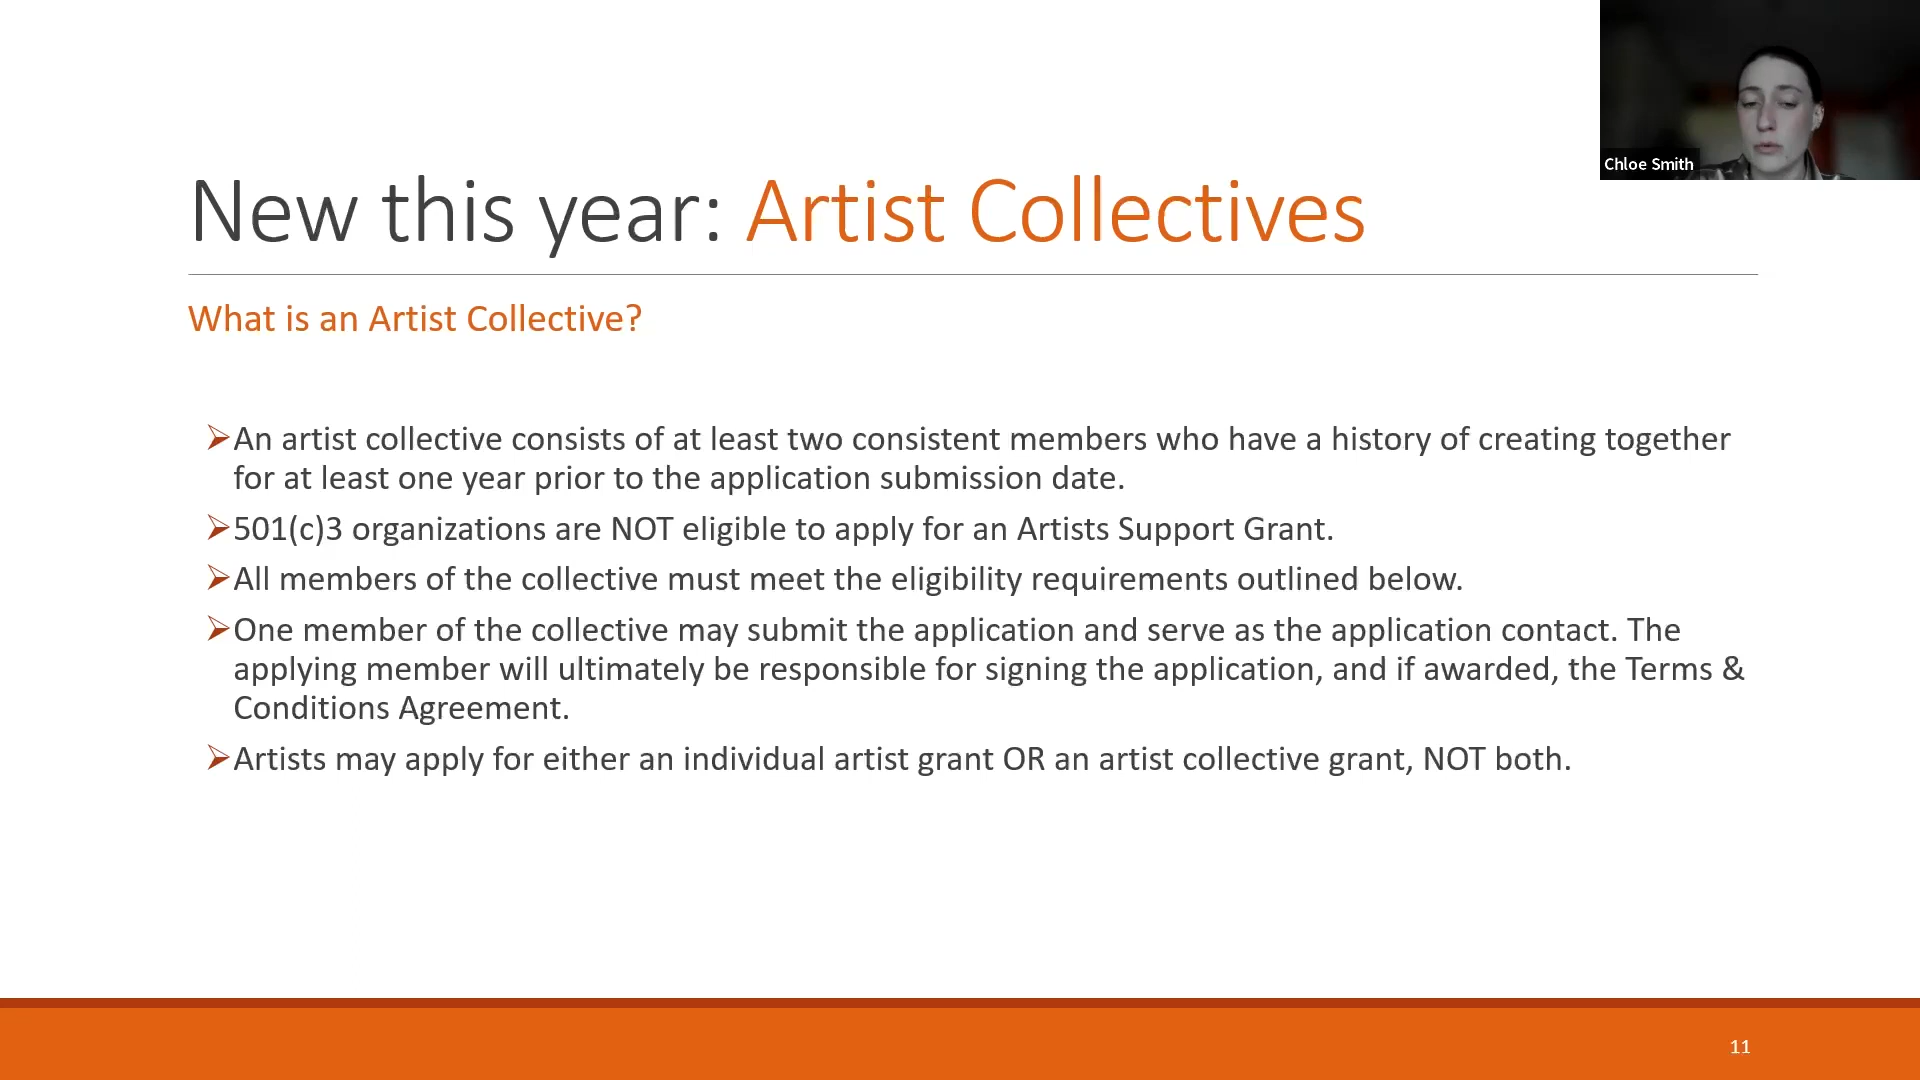 Chloe Smith
New this year: Artist Collectives
What is an Artist Collective?
An artist collective consists of at least two consistent members who have a history of creating together
for at least one year prior to the application submission date.
501(c)3 organizations are NOT eligible to apply for an Artists Support Grant.
All members of the collective must meet the eligibility requirements outlined below.
One member of the collective may submit the application and serve as the application contact. The
applying member will ultimately be responsible for signing the application, and if awarded, the Terms &
Conditions Agreement.
Artists may apply for either an individual artist grant OR an artist collective grant, NOT both.
11